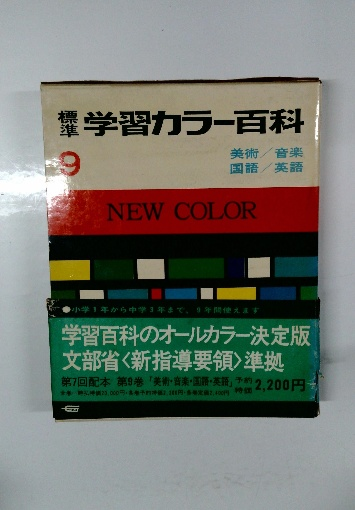 標準 学習カラー百科
9
美術／音楽
国語／英語
NEW COLOR
●小学1年から中学3年まで、9年間使えます
学習百科のオールカラー決定版
文部省〈新指導要領〉準拠
第7回配本 第9巻「美術・音楽・国語・英語」予約特価2,200円